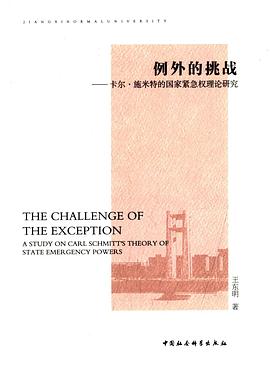 JIANGXINORMALUNIVERSITY
例外的挑战
——卡尔·施米特的国家紧急权理论研究
THE CHALLENGE OF
THE EXCEPTION
A STUDY ON CARL SCHMITT'S THEORY OF
STATE EMERGENCY POWERS
王东明 著
中国社会科学出版社